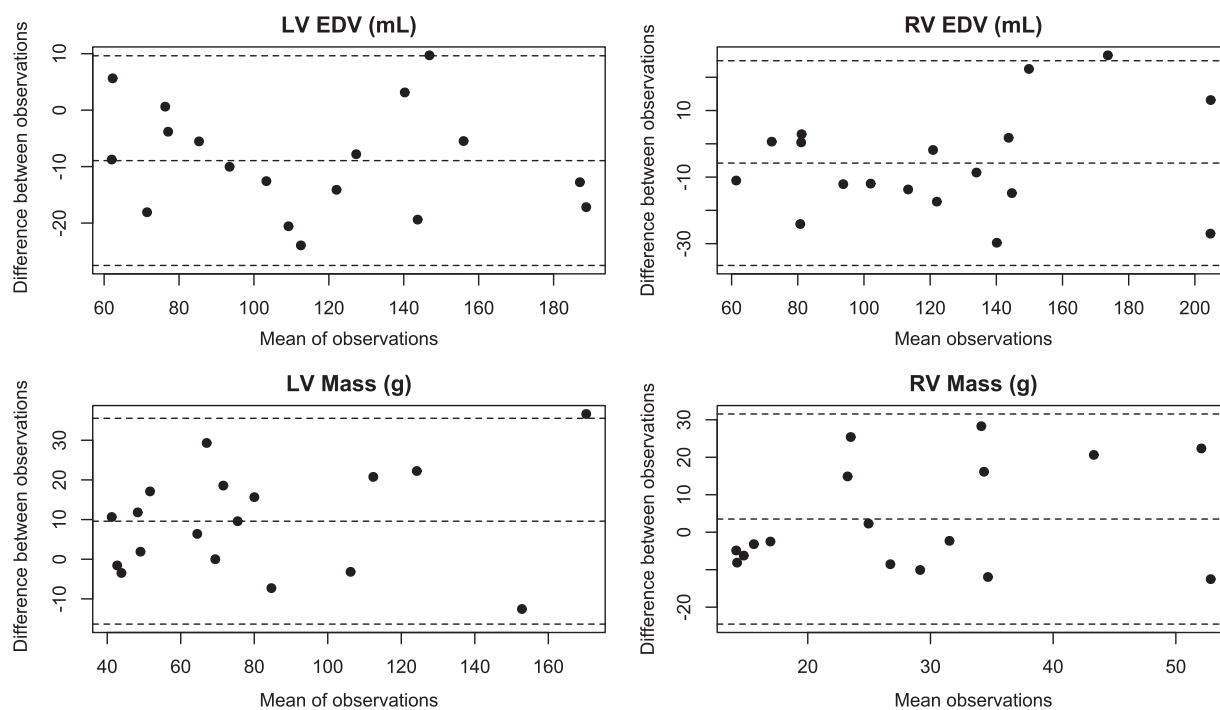 LV EDV (mL)
Difference between observations
10
0
-10
-20
60 80 100 120 140 160 180
Mean of observations
RV EDV (mL)
Difference between observations
10
-10
-30
60 80 100 120 140 160 180 200
Mean observations
LV Mass (g)
Difference between observations
30
20
10
0
-10
40 60 80 100 120 140 160
Mean of observations
RV Mass (g)
Difference between observations
30
20
10
0
-20
20 30 40 50
Mean observations